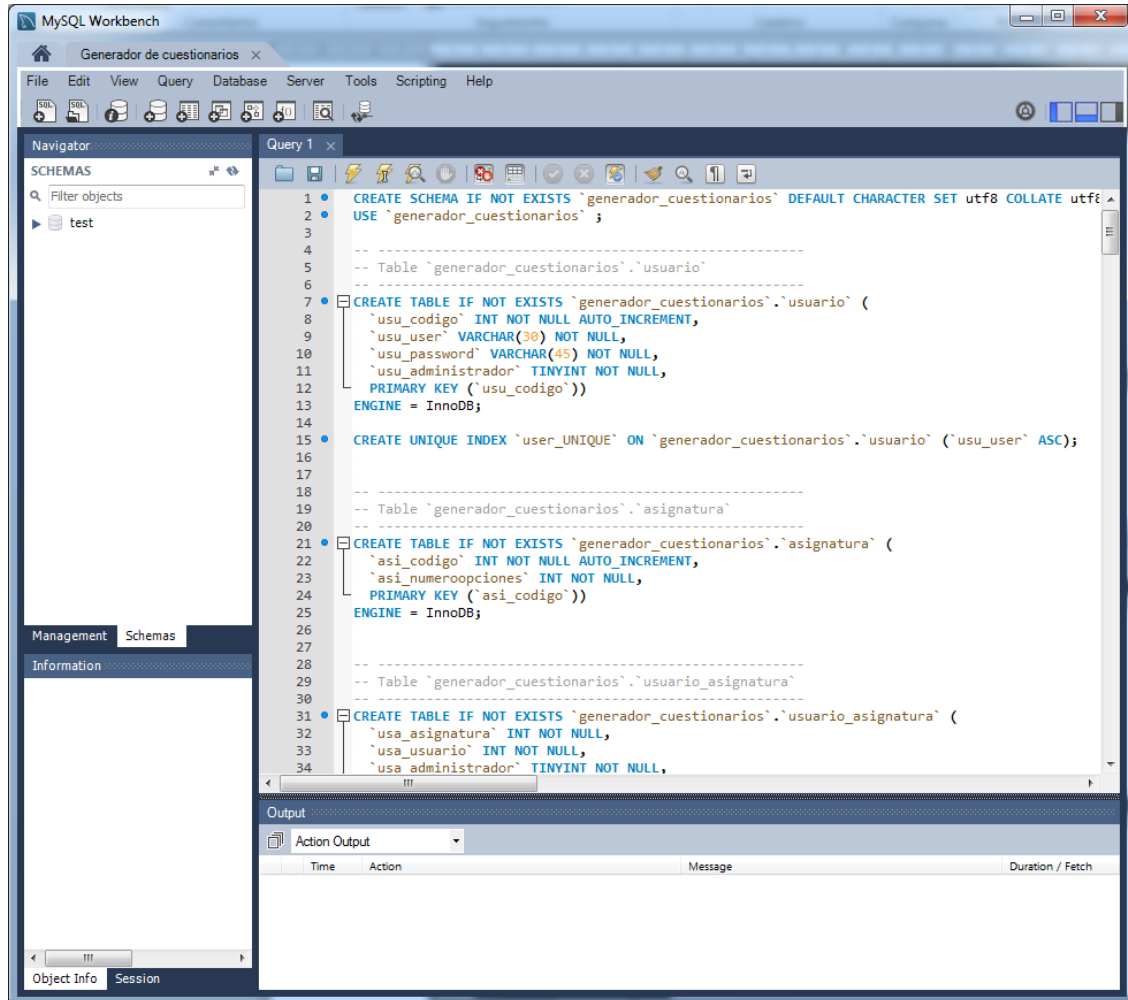 MySQL Workbench
Generador de cuestionarios
File Edit View Query Database Server Tools Scripting Help
Navigator
SCHEMAS
Filter objects
test
Management Schemas
Information
Object Info Session
Query 1
1 CREATE SCHEMA IF NOT EXISTS `generador_cuestionarios` DEFAULT CHARACTER SET utf8 COLLATE utf8
2 USE `generador_cuestionarios` ;
3
4 -- -----------------------------------------------------
5 -- Table `generador_cuestionarios`.`usuario`
6 -- -----------------------------------------------------
7 CREATE TABLE IF NOT EXISTS `generador_cuestionarios`.`usuario` (
8 `usu_codigo` INT NOT NULL AUTO_INCREMENT,
9 `usu_user` VARCHAR(30) NOT NULL,
10 `usu_password` VARCHAR(45) NOT NULL,
11 `usu_administrador` TINYINT NOT NULL,
12 PRIMARY KEY (`usu_codigo`))
13 ENGINE = InnoDB;
14
15 CREATE UNIQUE INDEX `user_UNIQUE` ON `generador_cuestionarios`.`usuario` (`usu_user` ASC);
16
17
18 -- -----------------------------------------------------
19 -- Table `generador_cuestionarios`.`asignatura`
20 -- -----------------------------------------------------
21 CREATE TABLE IF NOT EXISTS `generador_cuestionarios`.`asignatura` (
22 `asi_codigo` INT NOT NULL AUTO_INCREMENT,
23 `asi_numeroopciones` INT NOT NULL,
24 PRIMARY KEY (`asi_codigo`))
25 ENGINE = InnoDB;
26
27
28 -- -----------------------------------------------------
29 -- Table `generador_cuestionarios`.`usuario_asignatura`
30 -- -----------------------------------------------------
31 CREATE TABLE IF NOT EXISTS `generador_cuestionarios`.`usuario_asignatura` (
32 `usa_asignatura` INT NOT NULL,
33 `usa_usuario` INT NOT NULL,
34 `usa_administrador` TINYINT NOT NULL,
Output
Action Output
Time Action Message Duration / Fetch